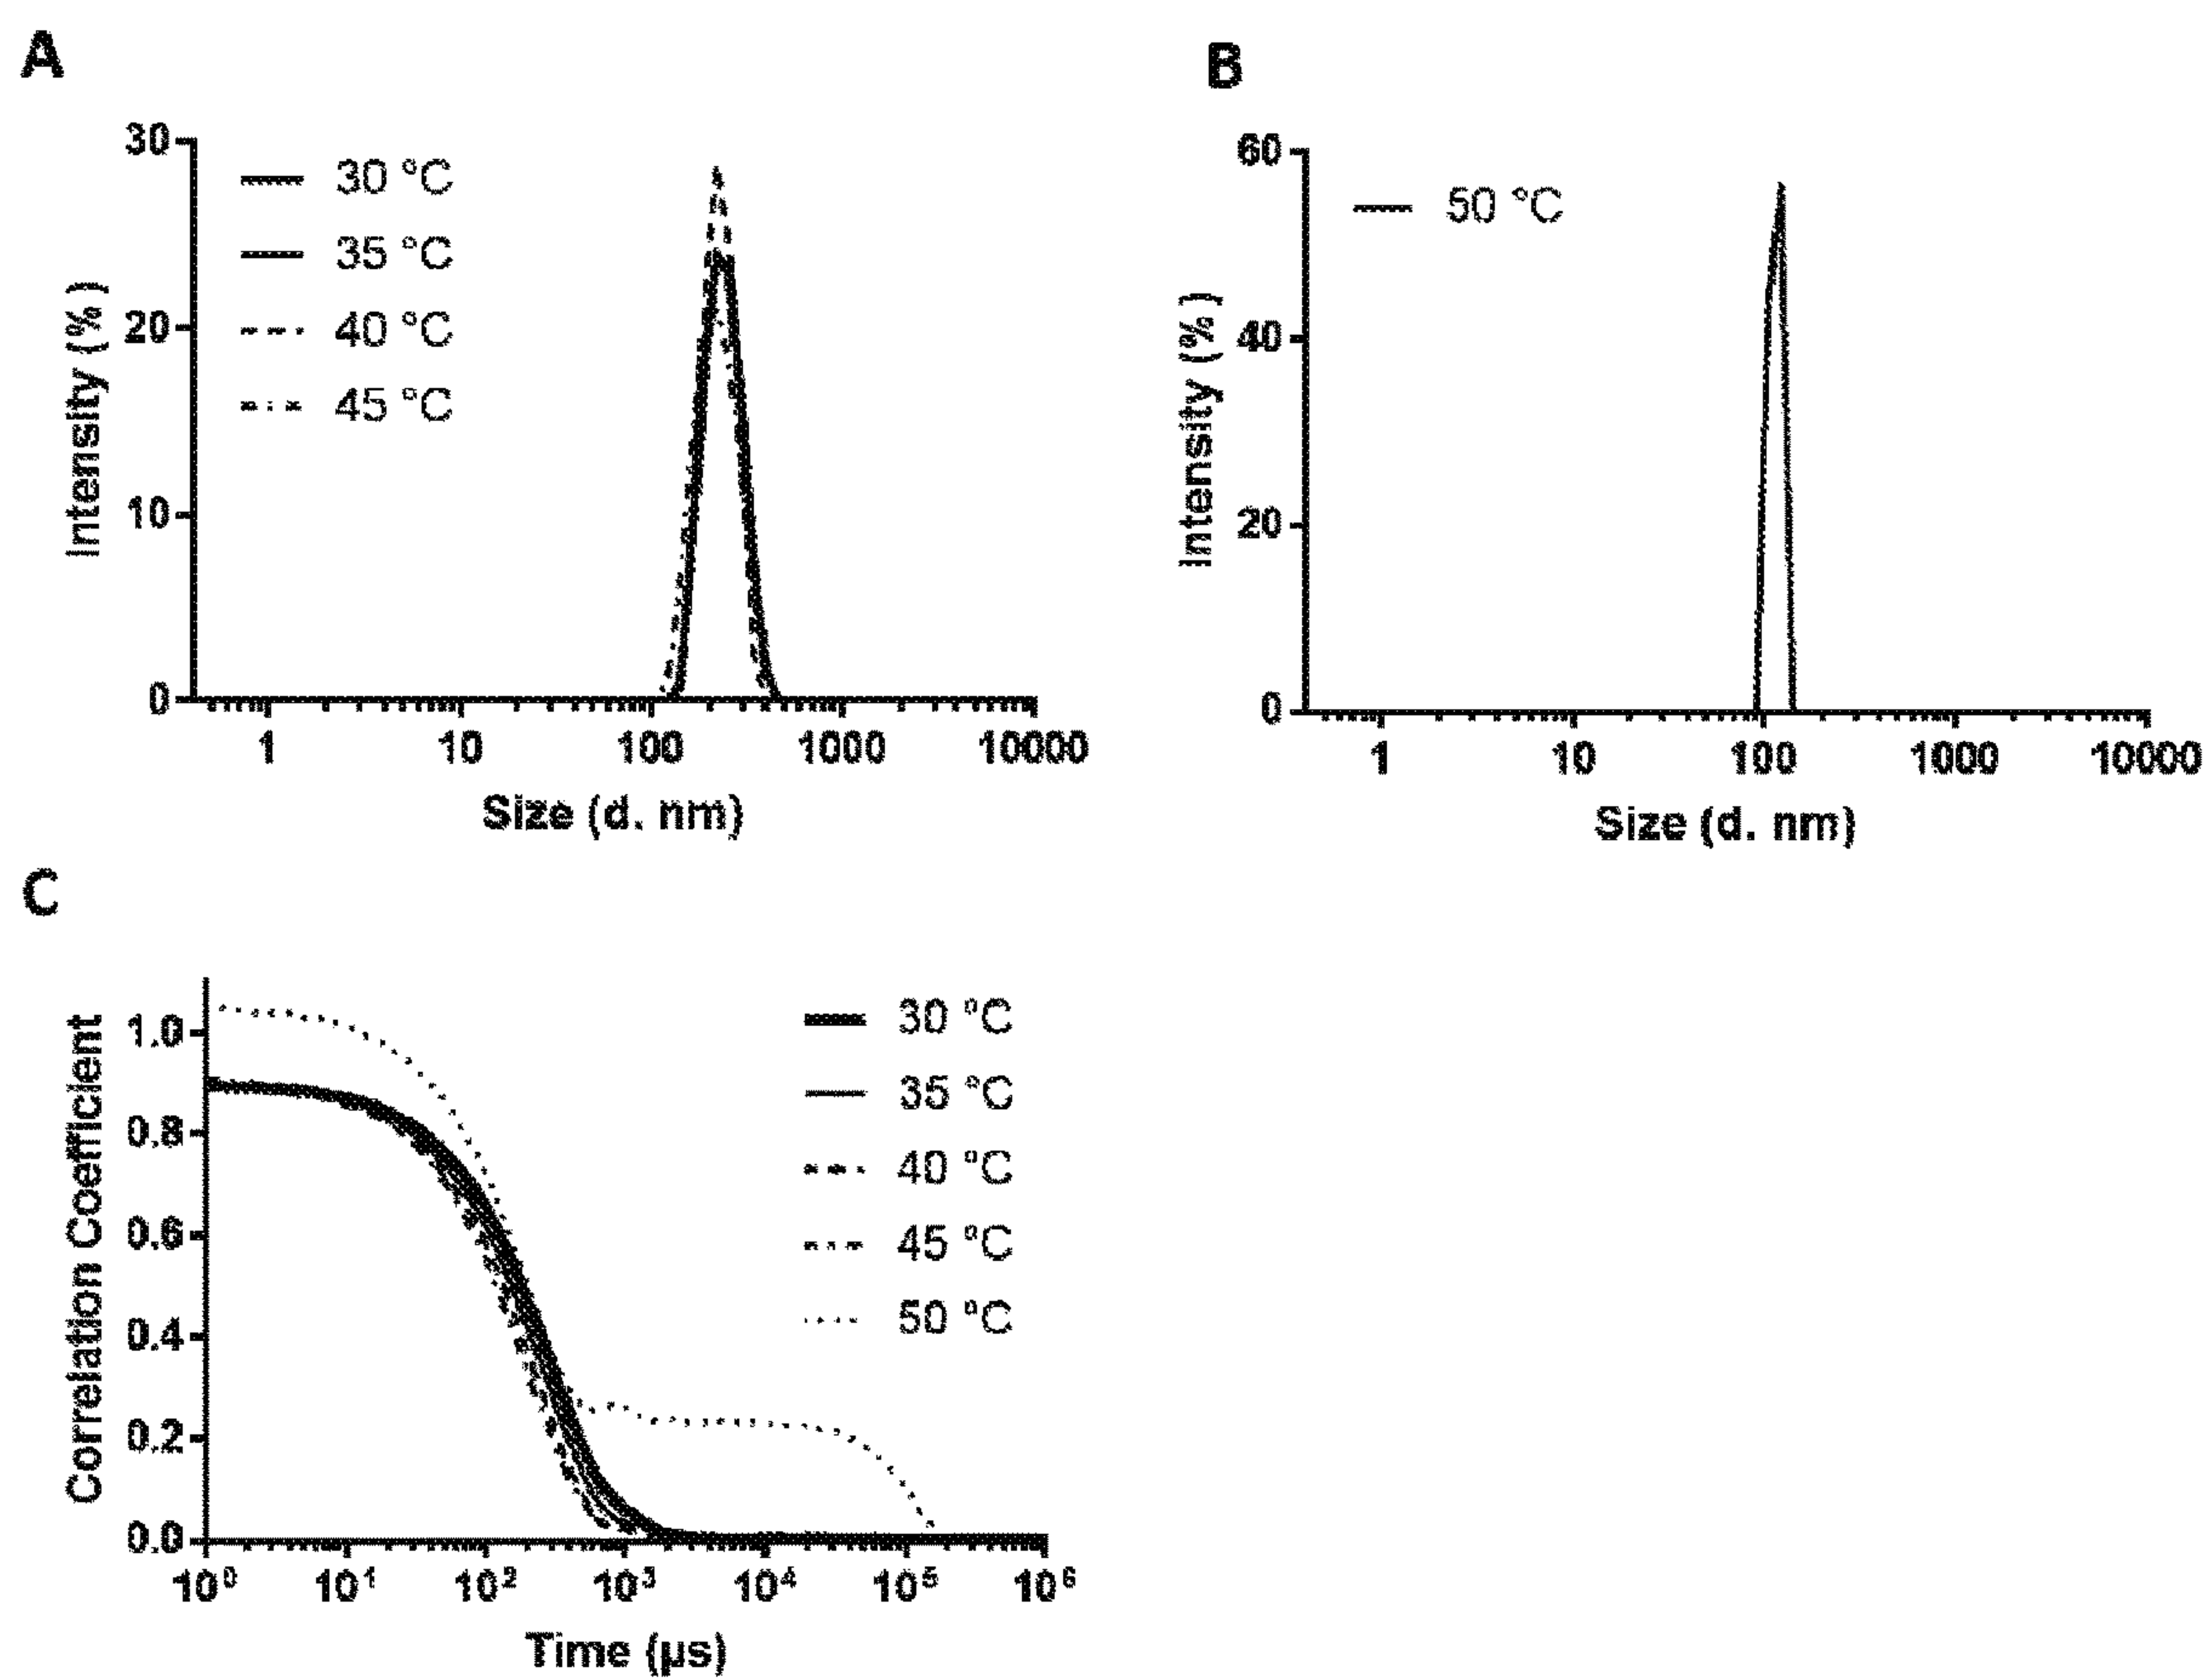 A
30
20
10
0
Intensity (%)
30 °C
35 °C
40 °C
45 °C
1 10 100 1000 10000
Size (d. nm)
B
60
40
20
0
Intensity (%)
50 °C
1 10 100 1000 10000
Size (d. nm)
C
1.0
0.8
0.6
0.4
0.2
0.0
Correlation Coefficient
30 °C
35 °C
40 °C
45 °C
50 °C
10⁰ 10¹ 10² 10³ 10⁴ 10⁵ 10⁶
Time (µs)